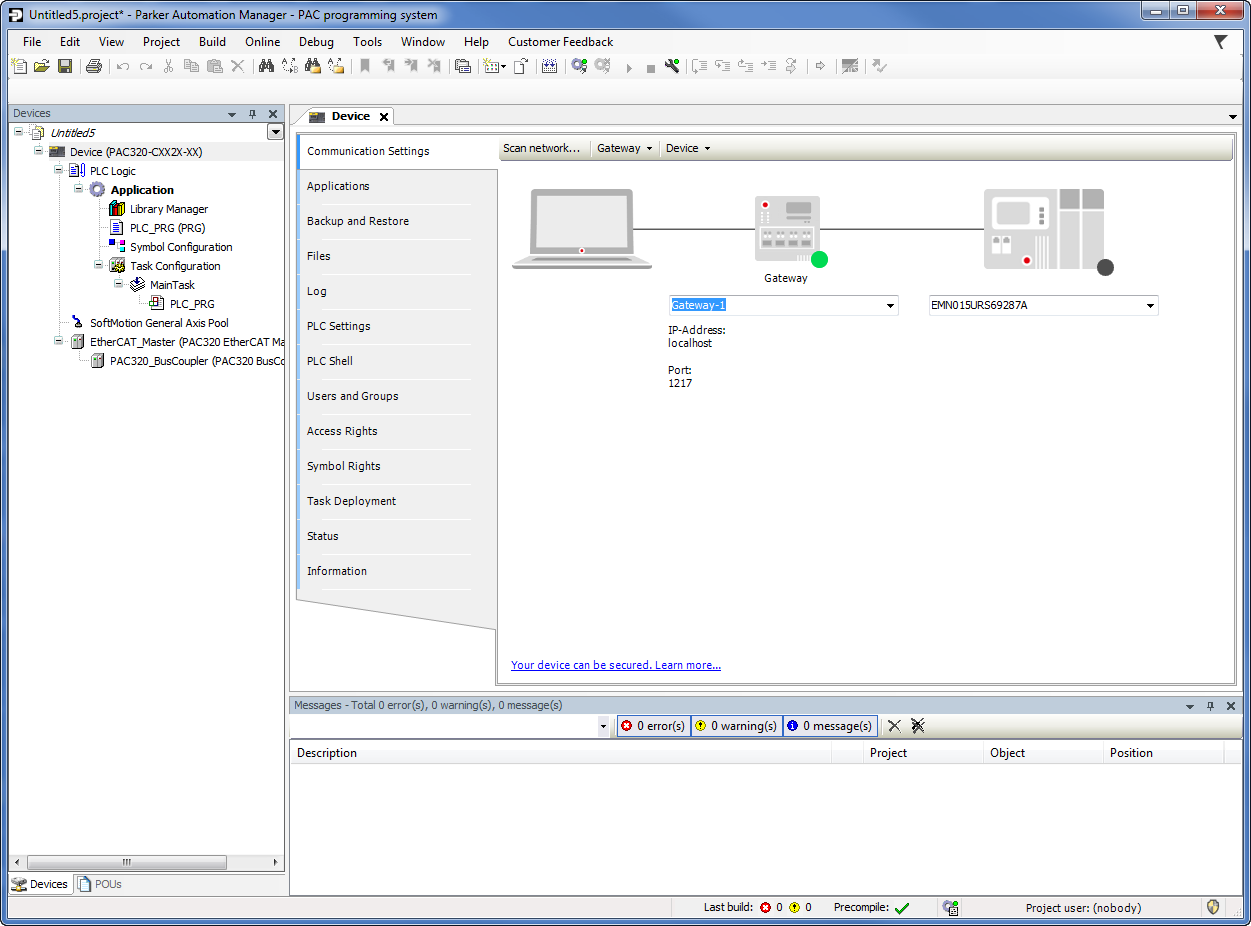 Untitled5.project* - Parker Automation Manager - PAC programming system
File Edit View Project Build Online Debug Tools Window Help Customer Feedback
Devices
Untitled5
Device (PAC320-CXX2X-XX)
PLC Logic
Application
Library Manager
PLC_PRG (PRG)
Symbol Configuration
Task Configuration
MainTask
PLC_PRG
SoftMotion General Axis Pool
EtherCAT_Master (PAC320 EtherCAT Ma
PAC320_BusCoupler (PAC320 BusCo
Devices POUs
Device
Communication Settings
Applications
Backup and Restore
Files
Log
PLC Settings
PLC Shell
Users and Groups
Access Rights
Symbol Rights
Task Deployment
Status
Information
Scan network... Gateway Device
Gateway
Gateway-1 EMN015URS69287A
IP-Address:
localhost
Port:
1217
Your device can be secured. Learn more...
Messages - Total 0 error(s), 0 warning(s), 0 message(s)
0 error(s) 0 warning(s) 0 message(s)
Description Project Object Position
Last build: 0 0 Precompile: Project user: (nobody)